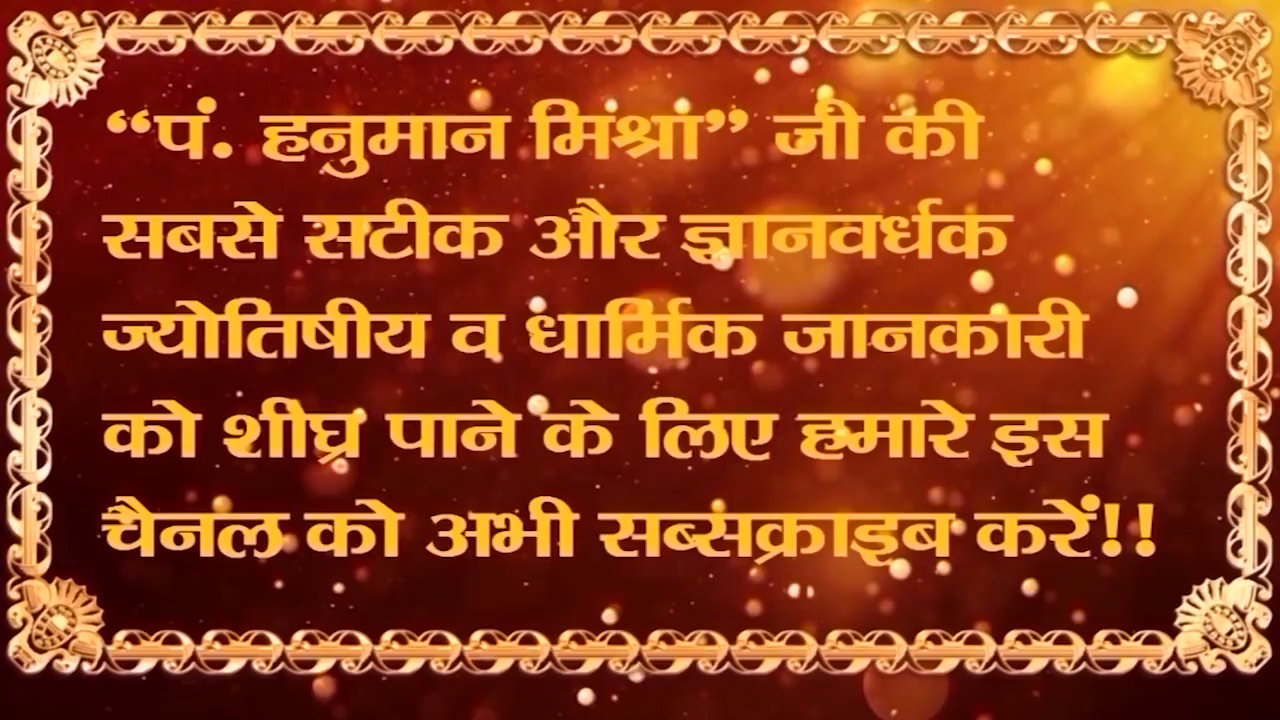 “पं. हनुमान मिश्रा” जी की
सबसे सटीक और ज्ञानवर्धक
ज्योतिषीय व धार्मिक जानकारी
को शीघ्र पाने के लिए हमारे इस
चैनल को अभी सब्सक्राइब करें!!